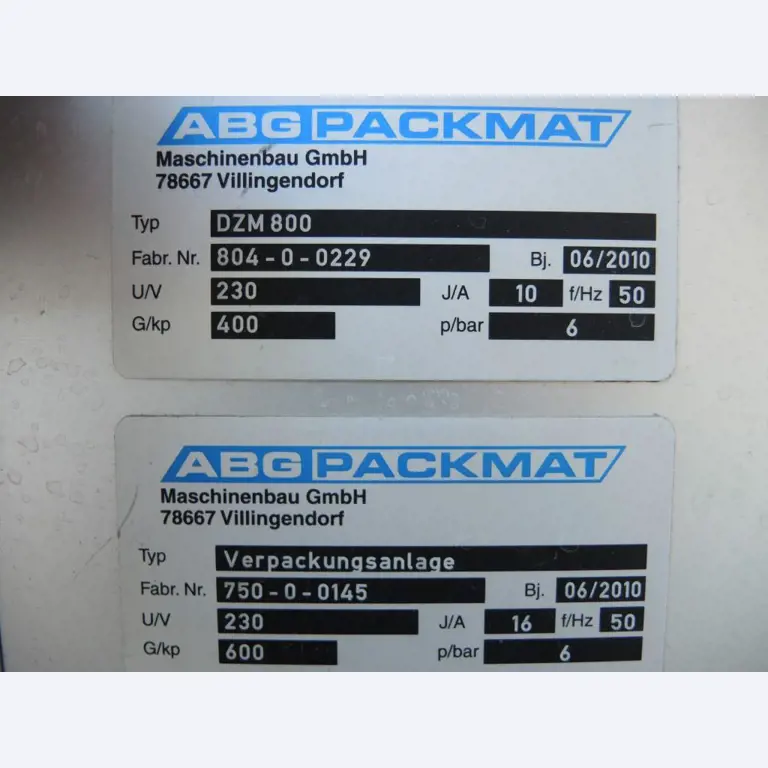 ABG PACKMAT
Maschinenbau GmbH
78667 Villingendorf
Typ DZM 800
Fabr. Nr. 804-0-0229 Bj. 06/2010
U/V 230 J/A 10 f/Hz 50
G/kp 400 p/bar 6
ABG PACKMAT
Maschinenbau GmbH
78667 Villingendorf
Typ Verpackungsanlage
Fabr. Nr. 750-0-0145 Bj. 06/2010
U/V 230 J/A 16 f/Hz 50
G/kp 600 p/bar 6